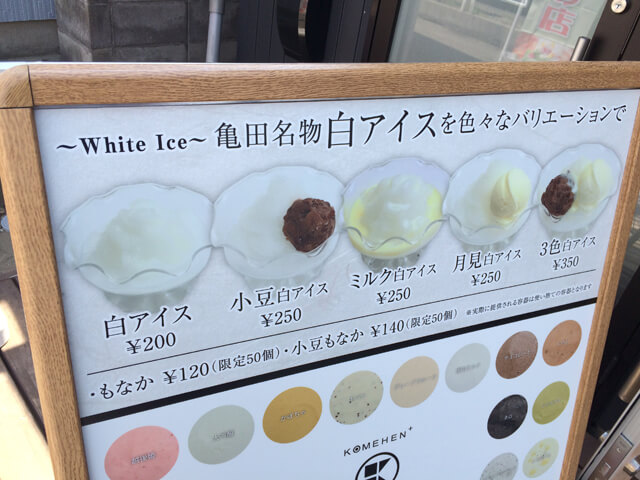 ~White Ice~ 亀田名物 白アイスを色々なバリエーションで
白アイス
¥200
小豆白アイス
¥250
ミルク白アイス
¥250
月見白アイス
¥250
3色白アイス
¥350
・もなか ¥120(限定50個)・小豆もなか ¥140(限定50個) ※実際に提供される容器は使い捨ての容器となります
KOMEHEN+